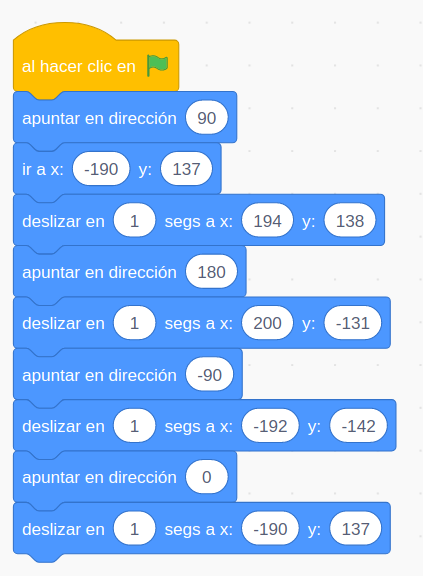 al hacer clic en
apuntar en dirección 90
ir a x: -190 y: 137
deslizar en 1 segs a x: 194 y: 138
apuntar en dirección 180
deslizar en 1 segs a x: 200 y: -131
apuntar en dirección -90
deslizar en 1 segs a x: -192 y: -142
apuntar en dirección 0
deslizar en 1 segs a x: -190 y: 137